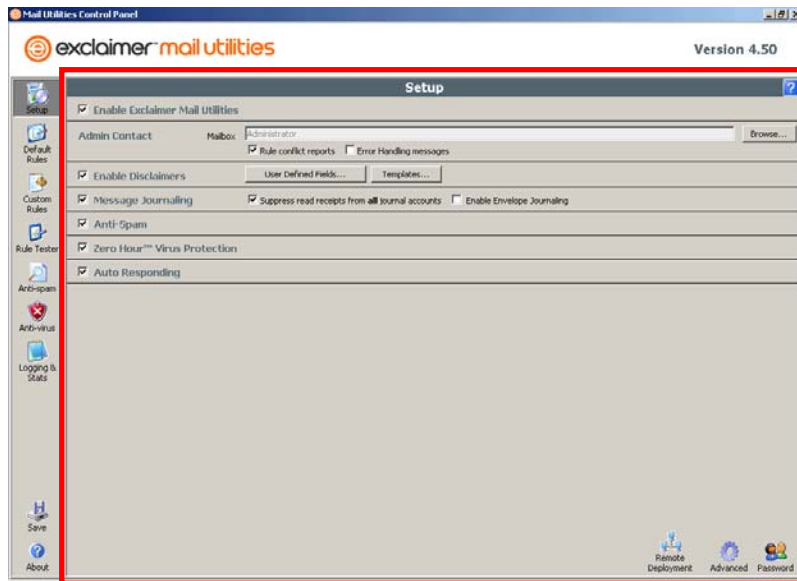 Mail Utilities Control Panel
exclaimer mail utilities
Version 4.50
Setup
Setup
?
Enable Exclaimer Mail Utilities
Admin Contact Mailbox Administrator Browse...
Rule conflict reports Error Handling messages
Enable Disclaimers User Defined Fields... Templates...
Message Journaling Suppress read receipts from all journal accounts Enable Envelope Journaling
Anti-Spam
Zero Hour™ Virus Protection
Auto Responding
Default
Rules
Custom
Rules
Rule Tester
Anti-spam
Anti-virus
Logging &
Stats
Save
About
Remote
Deployment
Advanced
Password